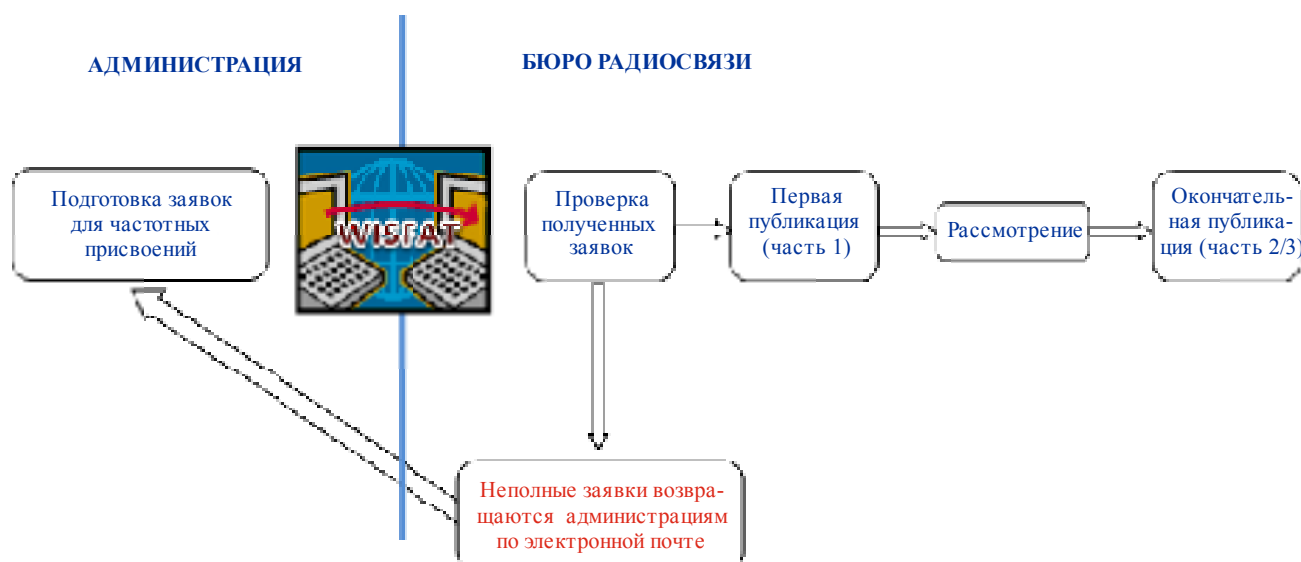 АДМИНИСТРАЦИЯ
БЮРО РАДИОСВЯЗИ
Подготовка заявок
для частотных
присвоений
WISFAT
Проверка
полученных
заявок
Первая
публикация
(часть 1)
Рассмотрение
Окончатель-
ная публика-
ция (часть 2/3)
Неполные заявки возвра-
щаются администрациям
по электронной почте